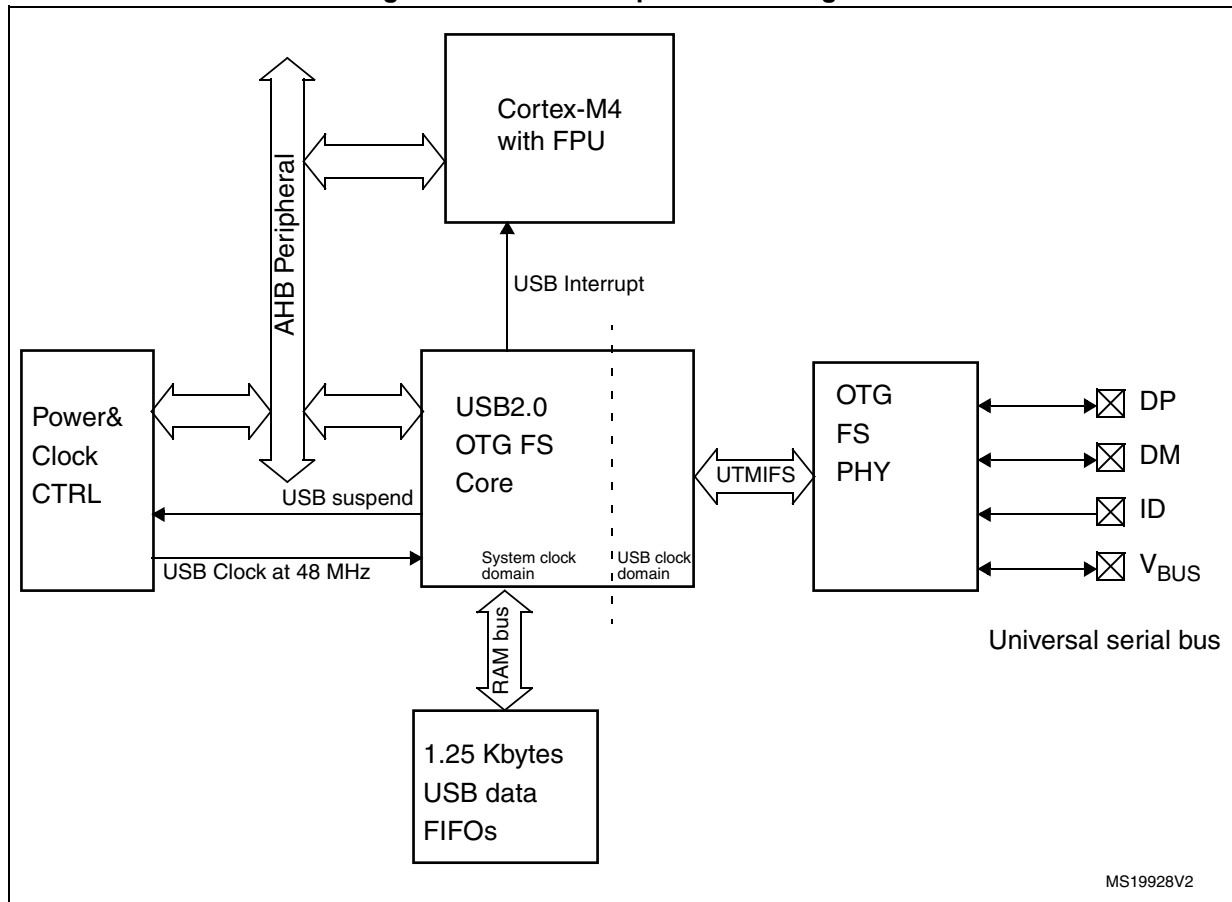 Cortex-M4
with FPU
AHB Peripheral
USB Interrupt
Power&
Clock
CTRL
USB2.0
OTG FS
Core
OTG
FS
PHY
DP
DM
ID
VBUS
UTMIFS
USB suspend
USB Clock at 48 MHz
System clock
domain
USB clock
domain
Universal serial bus
RAM bus
1.25 Kbytes
USB data
FIFOs
MS19928V2